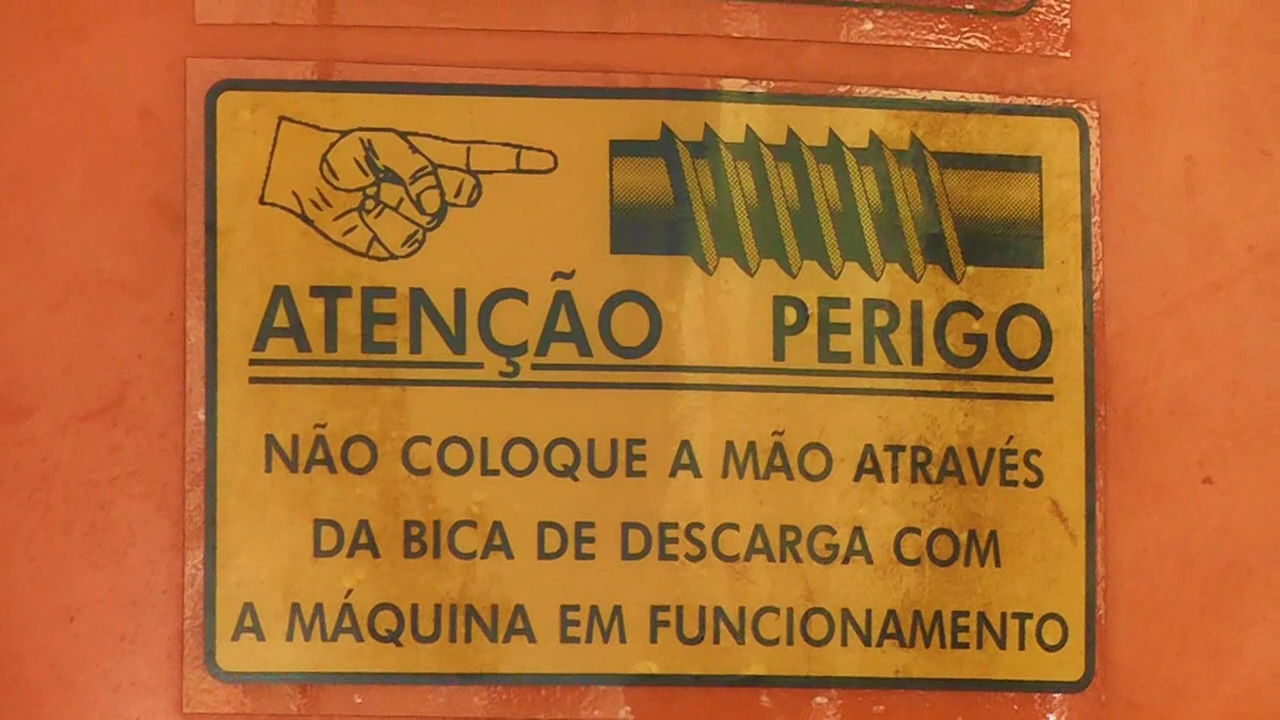 ATENÇÃO PERIGO
NÃO COLOQUE A MÃO ATRAVÉS
DA BICA DE DESCARGA COM
A MÁQUINA EM FUNCIONAMENTO